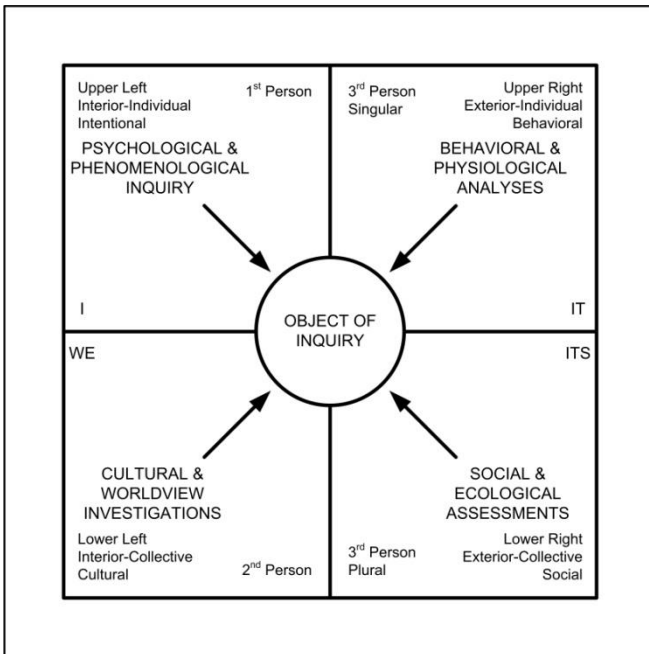 Upper Left
Interior-Individual
Intentional
1st Person
PSYCHOLOGICAL &
PHENOMENOLOGICAL
INQUIRY
I
3rd Person
Singular
Upper Right
Exterior-Individual
Behavioral
BEHAVIORAL &
PHYSIOLOGICAL
ANALYSES
IT
OBJECT OF
INQUIRY
WE
CULTURAL &
WORLDVIEW
INVESTIGATIONS
Lower Left
Interior-Collective
Cultural
2nd Person
ITS
SOCIAL &
ECOLOGICAL
ASSESSMENTS
3rd Person
Plural
Lower Right
Exterior-Collective
Social